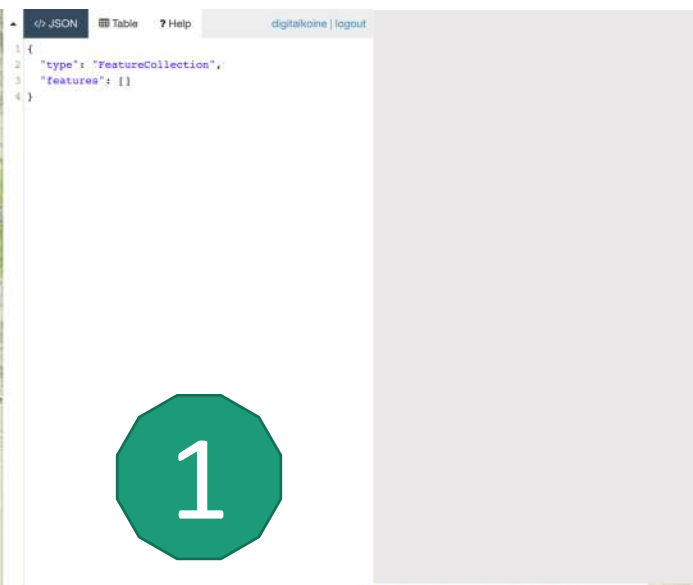 </> JSON Table ? Help digitalkoine | logout
1 {
2 "type": "FeatureCollection",
3 "features": []
4 }
1